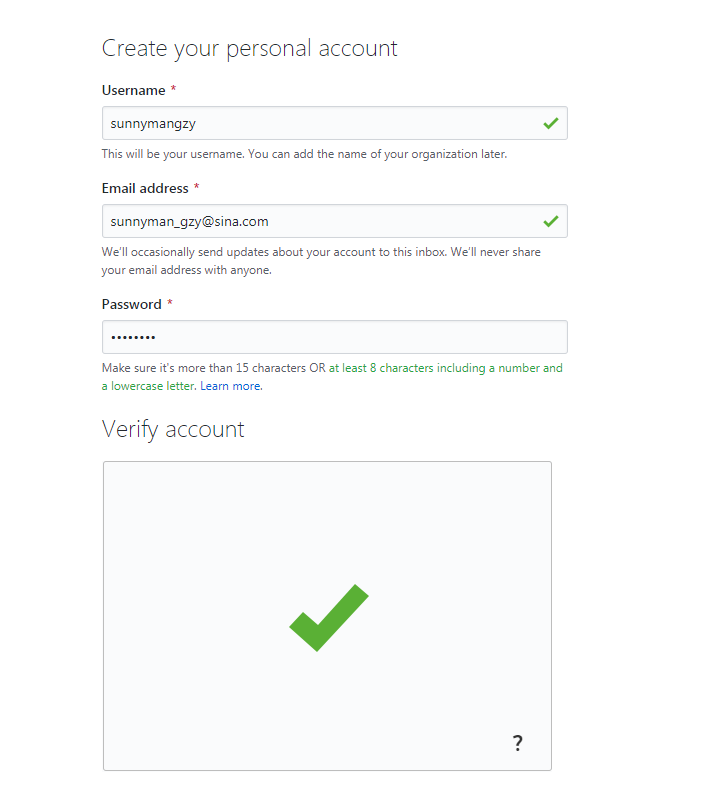 Create your personal account
Username *
sunnymangzy
This will be your username. You can add the name of your organization later.
Email address *
sunnyman_gzy@sina.com
We'll occasionally send updates about your account to this inbox. We'll never share
your email address with anyone.
Password *
••••••••
Make sure it's more than 15 characters OR at least 8 characters including a number and
a lowercase letter. Learn more.
Verify account
?